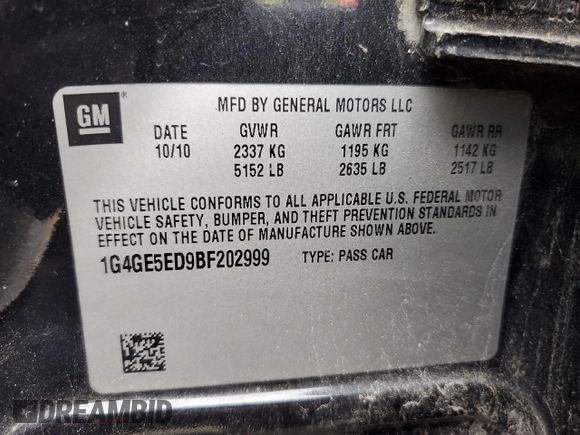 GM
MFD BY GENERAL MOTORS LLC
DATE GVWR GAWR FRT GAWR RR
10/10 2337 KG 1195 KG 1142 KG
5152 LB 2635 LB 2517 LB
THIS VEHICLE CONFORMS TO ALL APPLICABLE U.S. FEDERAL MOTOR
VEHICLE SAFETY, BUMPER, AND THEFT PREVENTION STANDARDS IN
EFFECT ON THE DATE OF MANUFACTURE SHOWN ABOVE.
1G4GE5ED9BF202999 TYPE: PASS CAR
DREAMBID